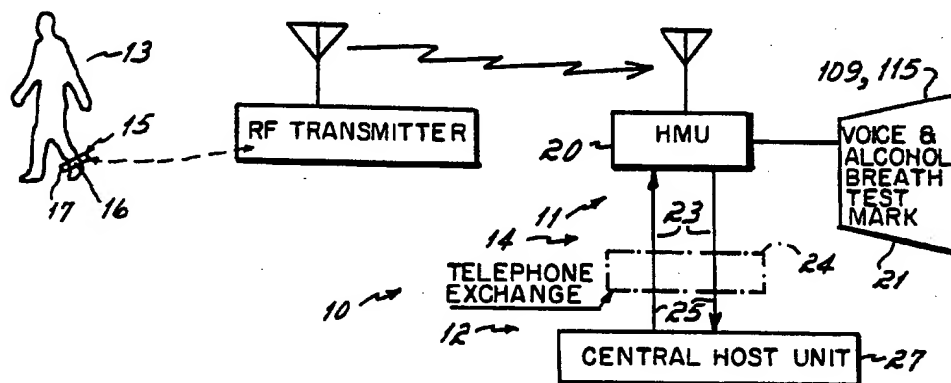 13
15
17
16
RF TRANSMITTER
20
HMU
109, 115
VOICE &
ALCOHOL
BREATH
TEST
MARK
21
11
23
14
24
TELEPHONE
EXCHANGE
10
25
12
CENTRAL HOST UNIT
27